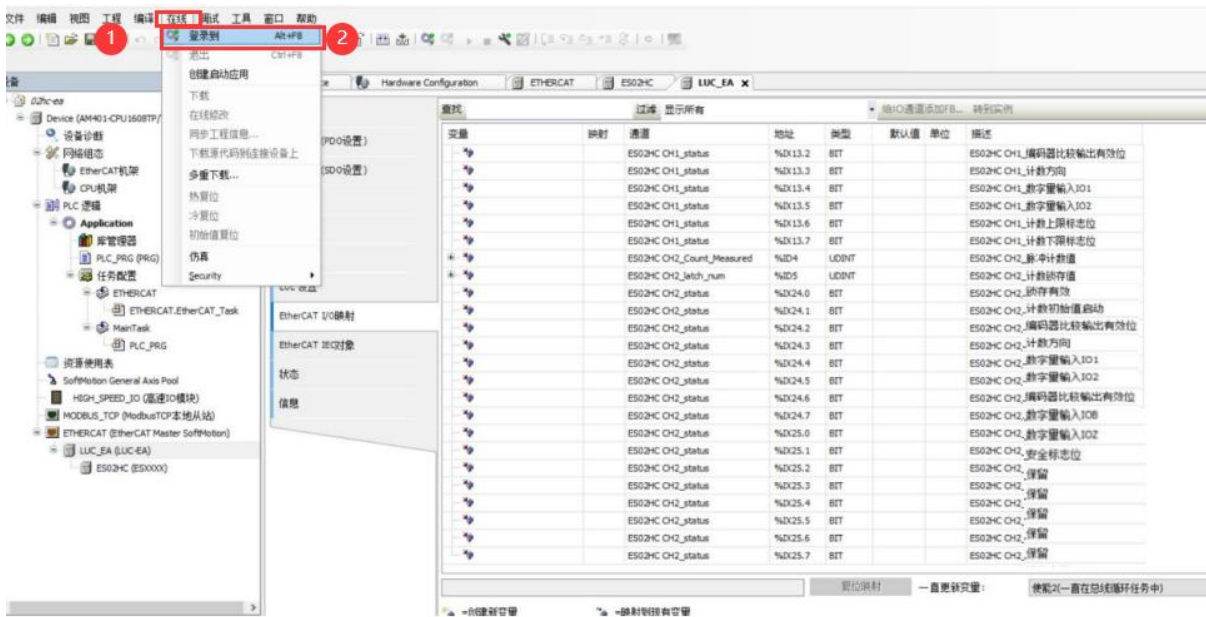 文件 编辑 视图 工程 编译 在线 调试 工具 窗口 帮助
1
登录到 Alt+F8
2
退出 Ctrl+F8
创建启动应用
下载
在线修改
同步工程信息...
下载源代码到连接设备上
多重下载...
热复位
冷复位
初始值复位
仿真
Security
Hardware Configuration
ETHERCAT
ES02HC
LUC_EA
02hc-ea
Device (AM401-CPU1608TP/
设备诊断
网络组态
EtherCAT机架
CPU机架
PLC 逻辑
Application
库管理器
PLC_PRG (PRG)
任务配置
ETHERCAT
ETHERCAT.EtherCAT_Task
MainTask
PLC_PRG
资源使用表
SoftMotion General Axis Pool
HIGH_SPEED_IO (高速IO模块)
MODBUS_TCP (ModbusTCP本地从站)
ETHERCAT (EtherCAT Master SoftMotion)
LUC_EA (LUC-EA)
ES02HC (ESXXXX)
(PDO设置)
(SDO设置)
LUC 设置
EtherCAT I/O映射
EtherCAT IEC对象
状态
信息
查找 过滤 显示所有 给IO通道添加FB... 转到实例
变量 映射 通道 地址 类型 默认值 单位 描述
ES02HC CH1_status %IX13.2 BIT ES02HC CH1_编码器比较输出有效位
ES02HC CH1_status %IX13.3 BIT ES02HC CH1_计数方向
ES02HC CH1_status %IX13.4 BIT ES02HC CH1_数字量输入IO1
ES02HC CH1_status %IX13.5 BIT ES02HC CH1_数字量输入IO2
ES02HC CH1_status %IX13.6 BIT ES02HC CH1_计数上限标志位
ES02HC CH1_status %IX13.7 BIT ES02HC CH1_计数下限标志位
ES02HC CH2_Count_Measured %ID4 UDINT ES02HC CH2_脉冲计数值
ES02HC CH2_latch_num %ID5 UDINT ES02HC CH2_计数锁存值
ES02HC CH2_status %IX24.0 BIT ES02HC CH2_锁存有效
ES02HC CH2_status %IX24.1 BIT ES02HC CH2_计数初始值启动
ES02HC CH2_status %IX24.2 BIT ES02HC CH2_编码器比较输出有效位
ES02HC CH2_status %IX24.3 BIT ES02HC CH2_计数方向
ES02HC CH2_status %IX24.4 BIT ES02HC CH2_数字量输入IO1
ES02HC CH2_status %IX24.5 BIT ES02HC CH2_数字量输入IO2
ES02HC CH2_status %IX24.6 BIT ES02HC CH2_编码器比较输出有效位
ES02HC CH2_status %IX24.7 BIT ES02HC CH2_数字量输入IOB
ES02HC CH2_status %IX25.0 BIT ES02HC CH2_数字量输入IOZ
ES02HC CH2_status %IX25.1 BIT ES02HC CH2_安全标志位
ES02HC CH2_status %IX25.2 BIT ES02HC CH2_保留
ES02HC CH2_status %IX25.3 BIT ES02HC CH2_保留
ES02HC CH2_status %IX25.4 BIT ES02HC CH2_保留
ES02HC CH2_status %IX25.5 BIT ES02HC CH2_保留
ES02HC CH2_status %IX25.6 BIT ES02HC CH2_保留
ES02HC CH2_status %IX25.7 BIT ES02HC CH2_保留
复位映射 一直更新变量: 使能2(一直在总线循环任务中)
=创建新变量 =映射到现有变量